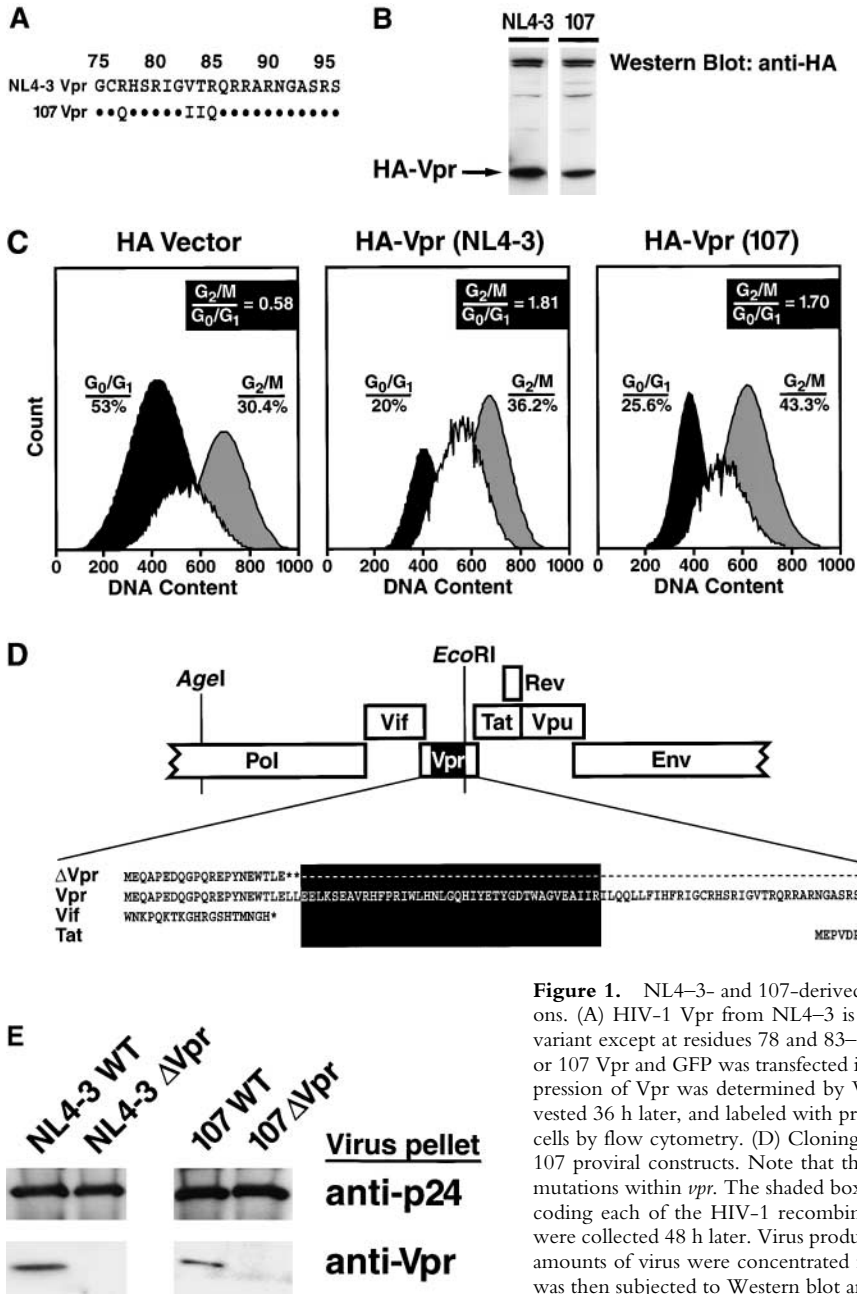 A
75 80 85 90 95
NL4-3 Vpr GCRHSRIGVTRQRRARNGASRS
107 Vpr ••Q•••••IIQ•••••••••••
B
NL4-3 107
Western Blot: anti-HA
HA-Vpr
C
HA Vector
HA-Vpr (NL4-3)
HA-Vpr (107)
G2/M
G0/G1 = 0.58
G2/M
G0/G1 = 1.81
G2/M
G0/G1 = 1.70
G0/G1
53%
G2/M
30.4%
G0/G1
20%
G2/M
36.2%
G0/G1
25.6%
G2/M
43.3%
Count
0 200 400 600 800 1000
0 200 400 600 800 1000
0 200 400 600 800 1000
DNA Content
DNA Content
DNA Content
D
EcoRI
AgeI
Rev
Vif
Tat
Vpu
Pol
Vpr
Env
ΔVpr MEQAPEDQGPQREPYNEWTLE**
Vpr MEQAPEDQGPQREPYNEWTLELLEELKSEAVRHFPRIWLHNLGQHIYETYGDTWAGVEAIIRILQQLLFIHFRIGCRHSRIGVTRQRRARNGASRS
Vif WNKPQKTKGHRGSHTMNGH*
Tat MEPVDP
E
NL4-3 WT
NL4-3 ΔVpr
107 WT
107 ΔVpr
Virus pellet
anti-p24
anti-Vpr
Figure 1. NL4–3- and 107-derived
ons. (A) HIV-1 Vpr from NL4–3 is
variant except at residues 78 and 83–
or 107 Vpr and GFP was transfected i
pression of Vpr was determined by W
vested 36 h later, and labeled with pr
cells by flow cytometry. (D) Cloning
107 proviral constructs. Note that th
mutations within vpr. The shaded box
coding each of the HIV-1 recombin
were collected 48 h later. Virus produ
amounts of virus were concentrated
was then subjected to Western blot an